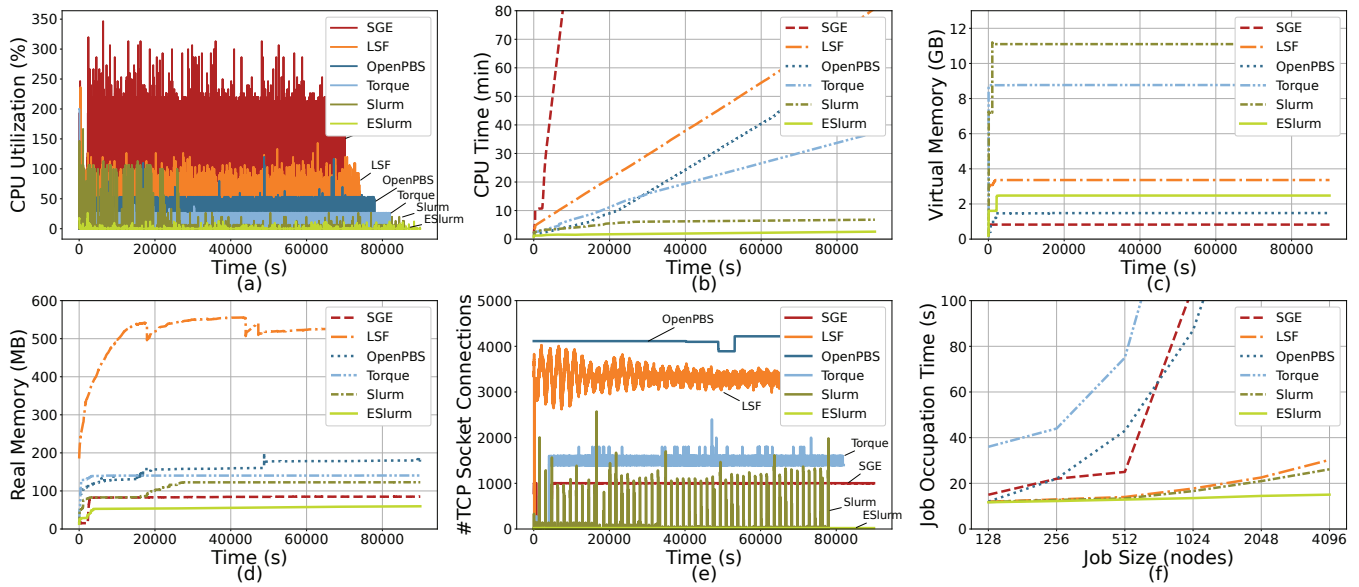 CPU Utilization (%)
350
300
250
200
150
100
50
0
SGE
LSF
OpenPBS
Torque
Slurm
ESlurm
LSF
OpenPBS
Torque
Slurm
ESlurm
0 20000 40000 60000 80000
Time (s)
(a)
CPU Time (min)
80
70
60
50
40
30
20
10
0
SGE
LSF
OpenPBS
Torque
Slurm
ESlurm
0 20000 40000 60000 80000
Time (s)
(b)
Virtual Memory (GB)
12
10
8
6
4
2
0
SGE
LSF
OpenPBS
Torque
Slurm
ESlurm
0 20000 40000 60000 80000
Time (s)
(c)
Real Memory (MB)
600
500
400
300
200
100
0
SGE
LSF
OpenPBS
Torque
Slurm
ESlurm
0 20000 40000 60000 80000
Time (s)
(d)
#TCP Socket Connections
5000
4000
3000
2000
1000
0
OpenPBS
SGE
LSF
OpenPBS
Torque
Slurm
ESlurm
LSF
Torque
SGE
Slurm
ESlurm
0 20000 40000 60000 80000
Time (s)
(e)
Job Occupation Time (s)
100
80
60
40
20
0
SGE
LSF
OpenPBS
Torque
Slurm
ESlurm
128 256 512 1024 2048 4096
Job Size (nodes)
(f)